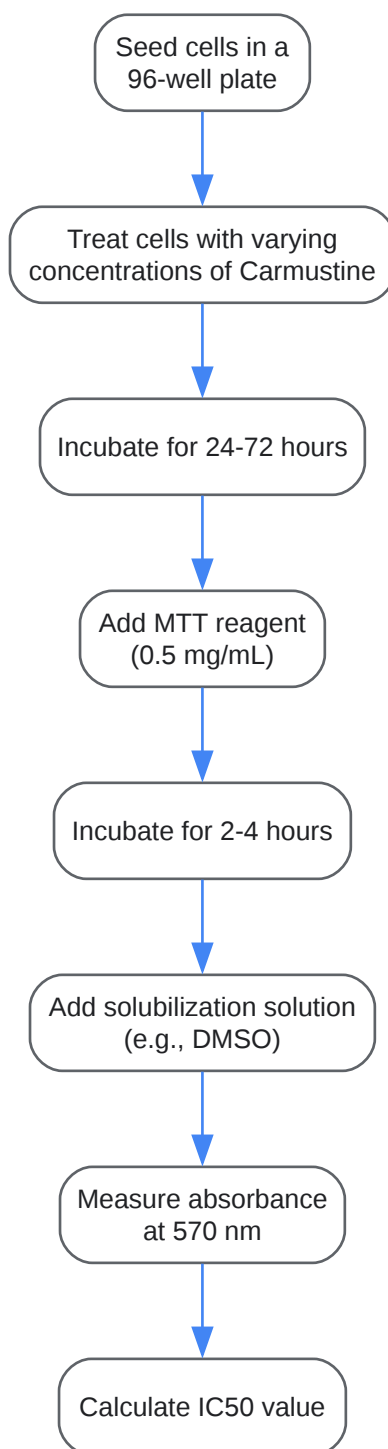 Seed cells in a
96-well plate
Treat cells with varying
concentrations of Carmustine
Incubate for 24-72 hours
Add MTT reagent
(0.5 mg/mL)
Incubate for 2-4 hours
Add solubilization solution
(e.g., DMSO)
Measure absorbance
at 570 nm
Calculate IC50 value